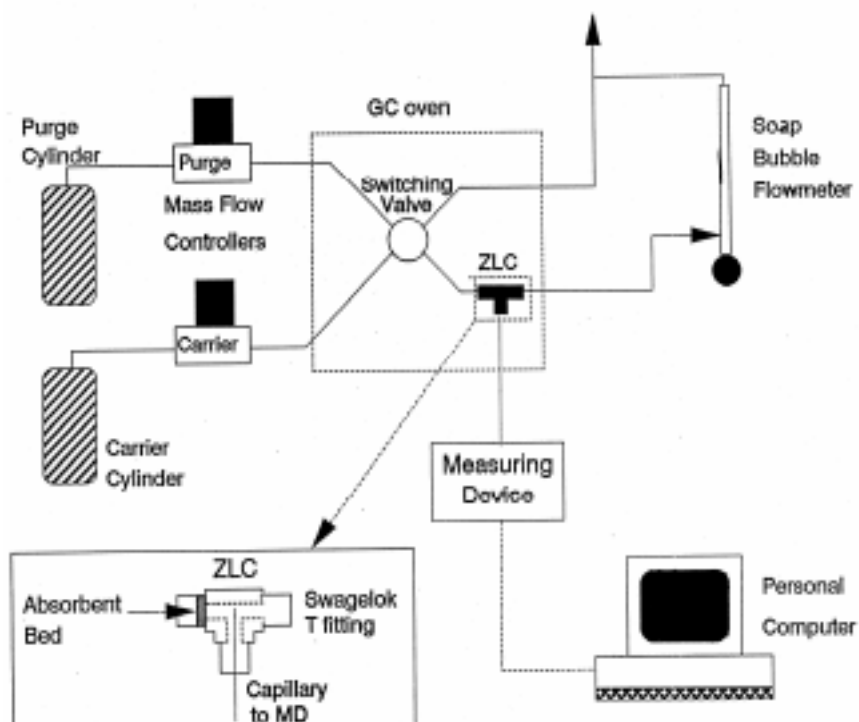 GC oven
Purge
Cylinder
Purge
Mass Flow
Controllers
Switching
Valve
Soap
Bubble
Flowmeter
ZLC
Carrier
Carrier
Cylinder
Measuring
Device
ZLC
Absorbent
Bed
Swagelok
T fitting
Capillary
to MD
Personal
Computer